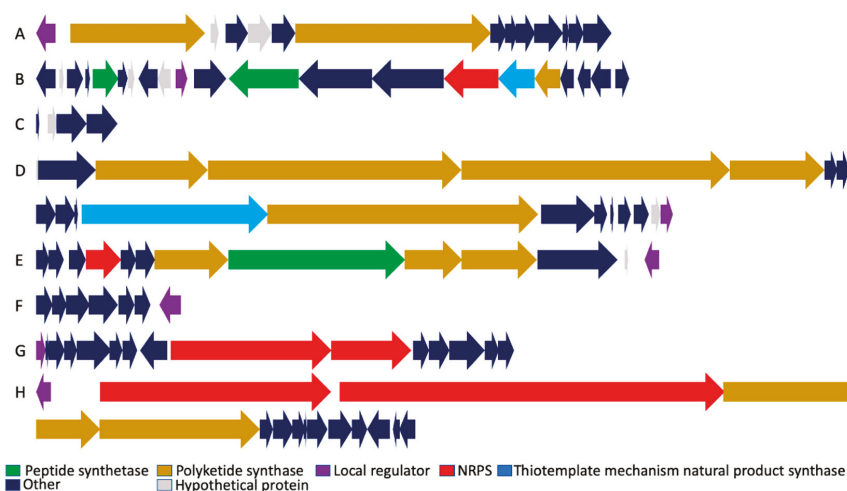 A
B
C
D
E
F
G
H
Peptide synthetase Polyketide synthase Local regulator NRPS Thiotemplate mechanism natural product synthase
Other Hypothetical protein